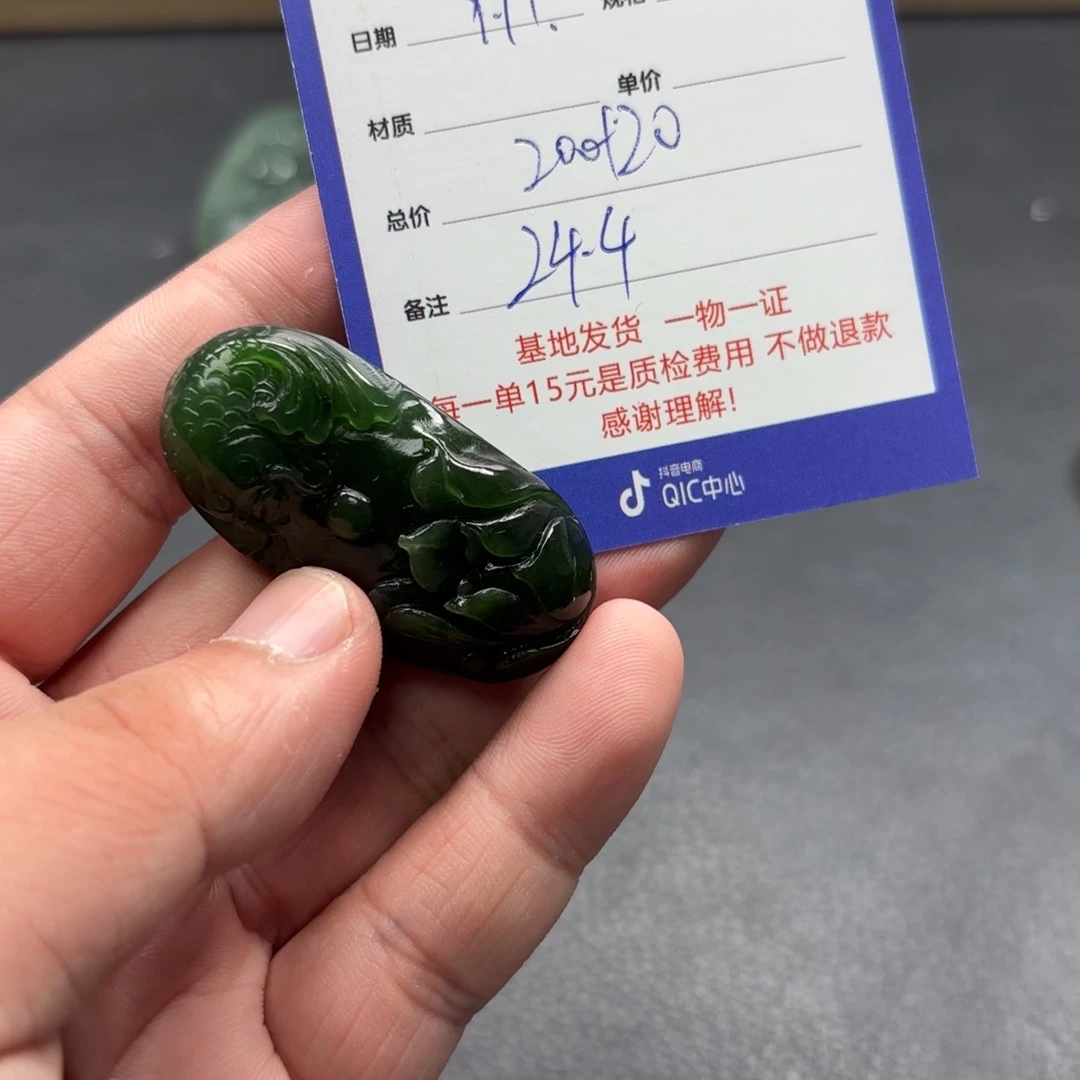 日期
单价
材质
200+20
总价
24.4
备注
基地发货 一物一证
每一单15元是质检费用 不做退款
感谢理解!
抖音电商
QIC中心